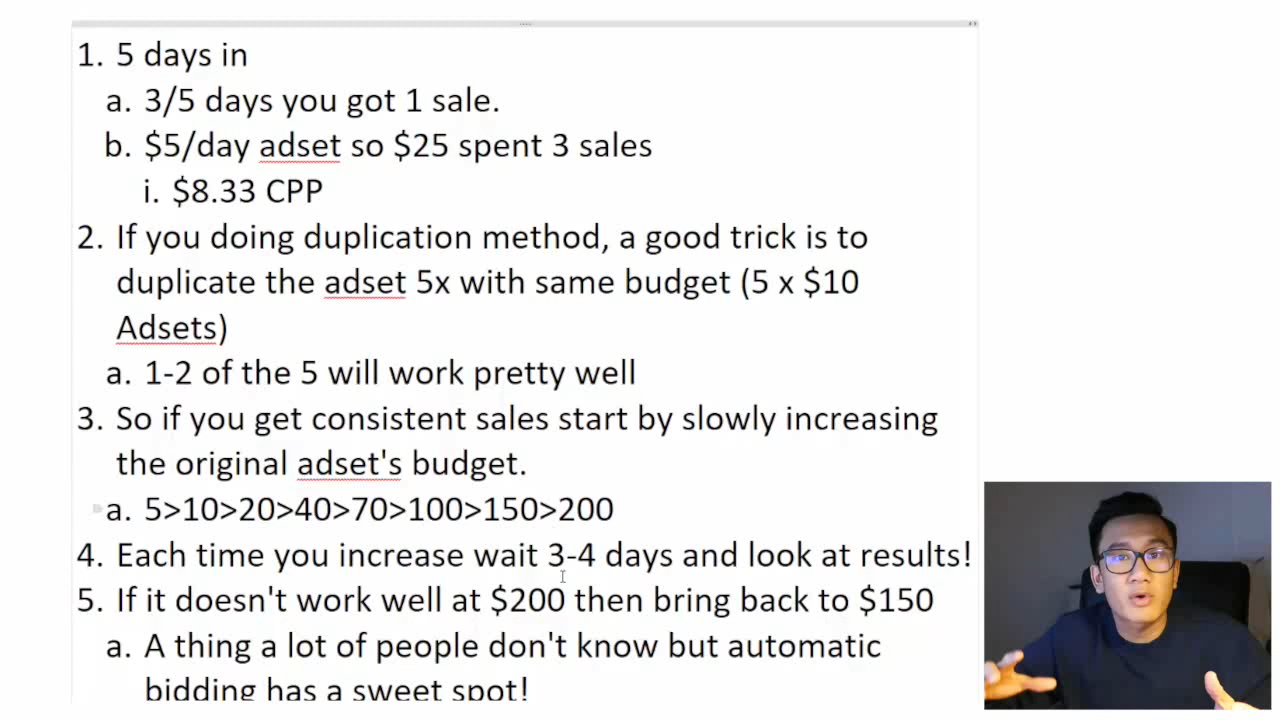 1. 5 days in
a. 3/5 days you got 1 sale.
b. $5/day adset so $25 spent 3 sales
i. $8.33 CPP
2. If you doing duplication method, a good trick is to
duplicate the adset 5x with same budget (5 x $10
Adsets)
a. 1-2 of the 5 will work pretty well
3. So if you get consistent sales start by slowly increasing
the original adset's budget.
a. 5>10>20>40>70>100>150>200
4. Each time you increase wait 3-4 days and look at results!
5. If it doesn't work well at $200 then bring back to $150
a. A thing a lot of people don't know but automatic
bidding has a sweet spot!